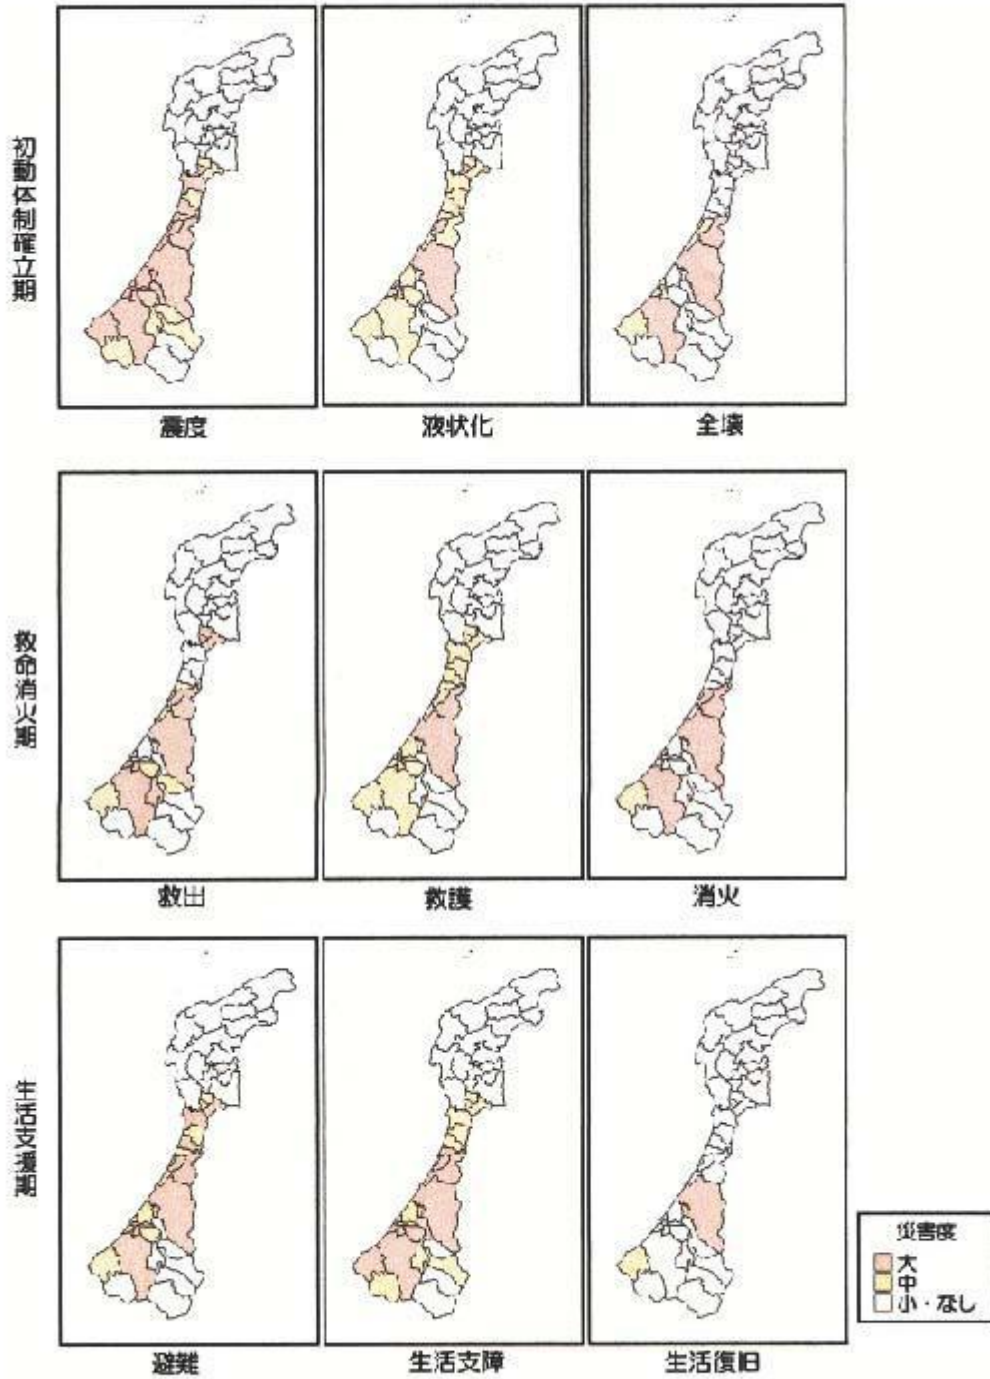 初動体制確立期
震度
液状化
全壊
救命消火期
救出
救護
消火
生活支援期
避難
生活支障
生活復旧
災害度
大
中
小・なし